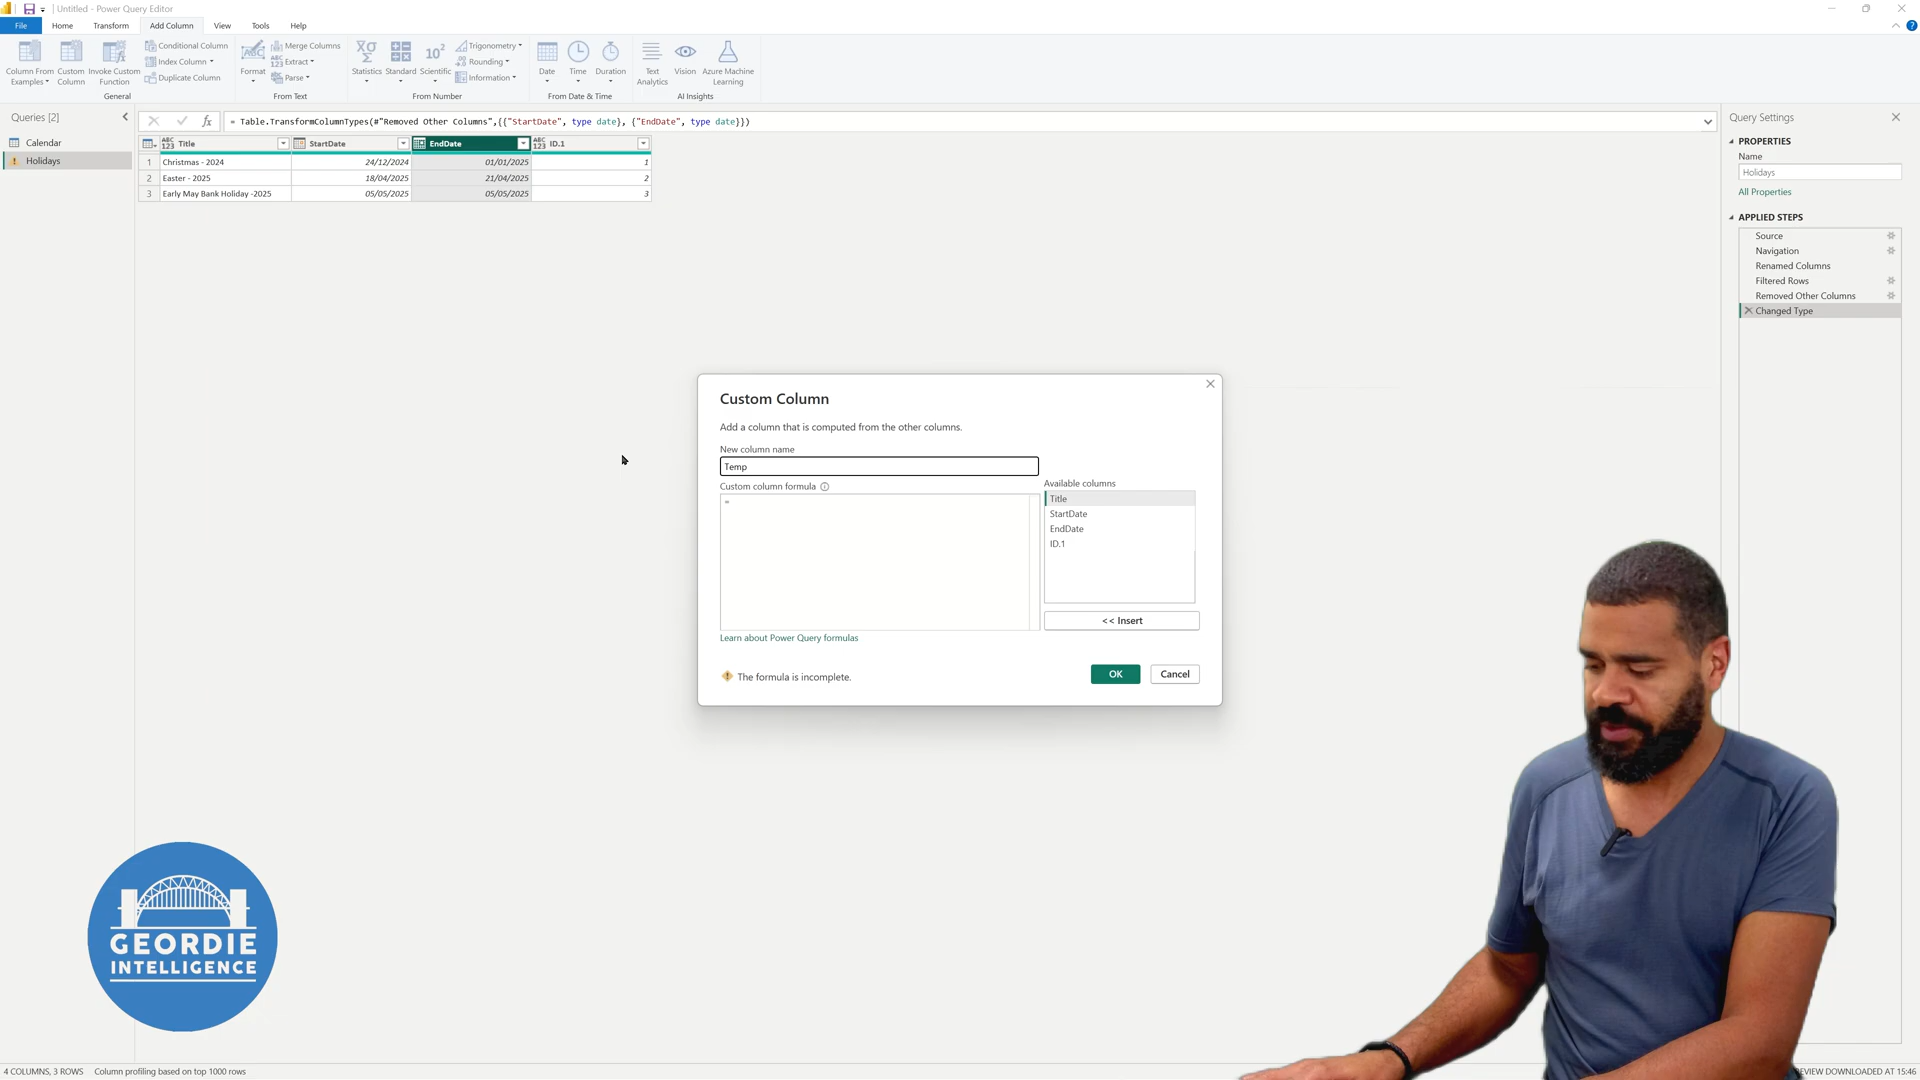 Untitled - Power Query Editor
File Home Transform Add Column View Tools Help
Column From Examples
Custom Column
Invoke Custom Function
Conditional Column
Index Column
Duplicate Column
General
Format
Merge Columns
Extract
Parse
From Text
Statistics
Standard
Scientific
Trigonometry
Rounding
Information
From Number
Date
Time
Duration
From Date & Time
Text Analytics
Vision
Azure Machine Learning
AI Insights
Queries [2]
Calendar
Holidays
= Table.TransformColumnTypes(#"Removed Other Columns",{{"StartDate", type date}, {"EndDate", type date}})
Title StartDate EndDate ID.1
1 Christmas - 2024 24/12/2024 01/01/2025 1
2 Easter - 2025 18/04/2025 21/04/2025 2
3 Early May Bank Holiday -2025 05/05/2025 05/05/2025 3
Query Settings
PROPERTIES
Name
Holidays
All Properties
APPLIED STEPS
Source
Navigation
Renamed Columns
Filtered Rows
Removed Other Columns
Changed Type
Custom Column
Add a column that is computed from the other columns.
New column name
Temp
Custom column formula
=
Available columns
Title
StartDate
EndDate
ID.1
<< Insert
Learn about Power Query formulas
The formula is incomplete.
OK
Cancel
GEORDIE
INTELLIGENCE
4 COLUMNS, 3 ROWS Column profiling based on top 1000 rows
DOWNLOADED AT 15:46